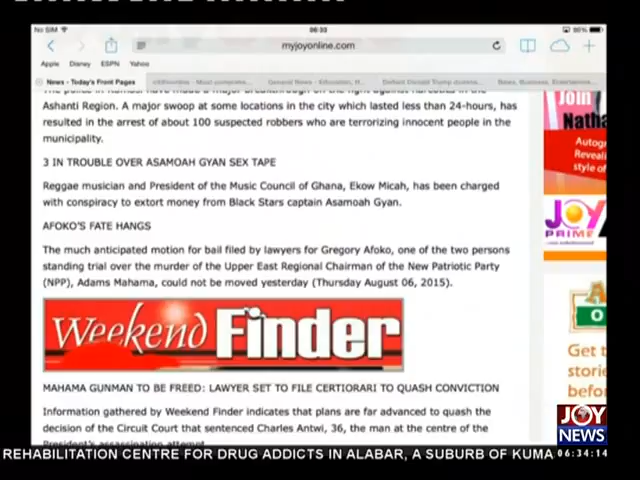 No SIM
06:33
86%
myjoyonline.com
Apple Disney ESPN Yahoo
News - Today's Front Pages
Ashanti Region. A major swoop at some locations in the city which lasted less than 24-hours, has
resulted in the arrest of about 100 suspected robbers who are terrorizing innocent people in the
municipality.
3 IN TROUBLE OVER ASAMOAH GYAN SEX TAPE
Reggae musician and President of the Music Council of Ghana, Ekow Micah, has been charged
with conspiracy to extort money from Black Stars captain Asamoah Gyan.
AFOKO'S FATE HANGS
The much anticipated motion for bail filed by lawyers for Gregory Afoko, one of the two persons
standing trial over the murder of the Upper East Regional Chairman of the New Patriotic Party
(NPP), Adams Mahama, could not be moved yesterday (Thursday August 06, 2015).
Weekend Finder
MAHAMA GUNMAN TO BE FREED: LAWYER SET TO FILE CERTIORARI TO QUASH CONVICTION
Information gathered by Weekend Finder indicates that plans are far advanced to quash the
decision of the Circuit Court that sentenced Charles Antwi, 36, the man at the centre of the
President's assassination attempt
Join
Natha
Autog
Reveali
style of
JOY
PRIME
Get t
storie
befor
JOY
NEWS
REHABILITATION CENTRE FOR DRUG ADDICTS IN ALABAR, A SUBURB OF KUMA
06:34:14